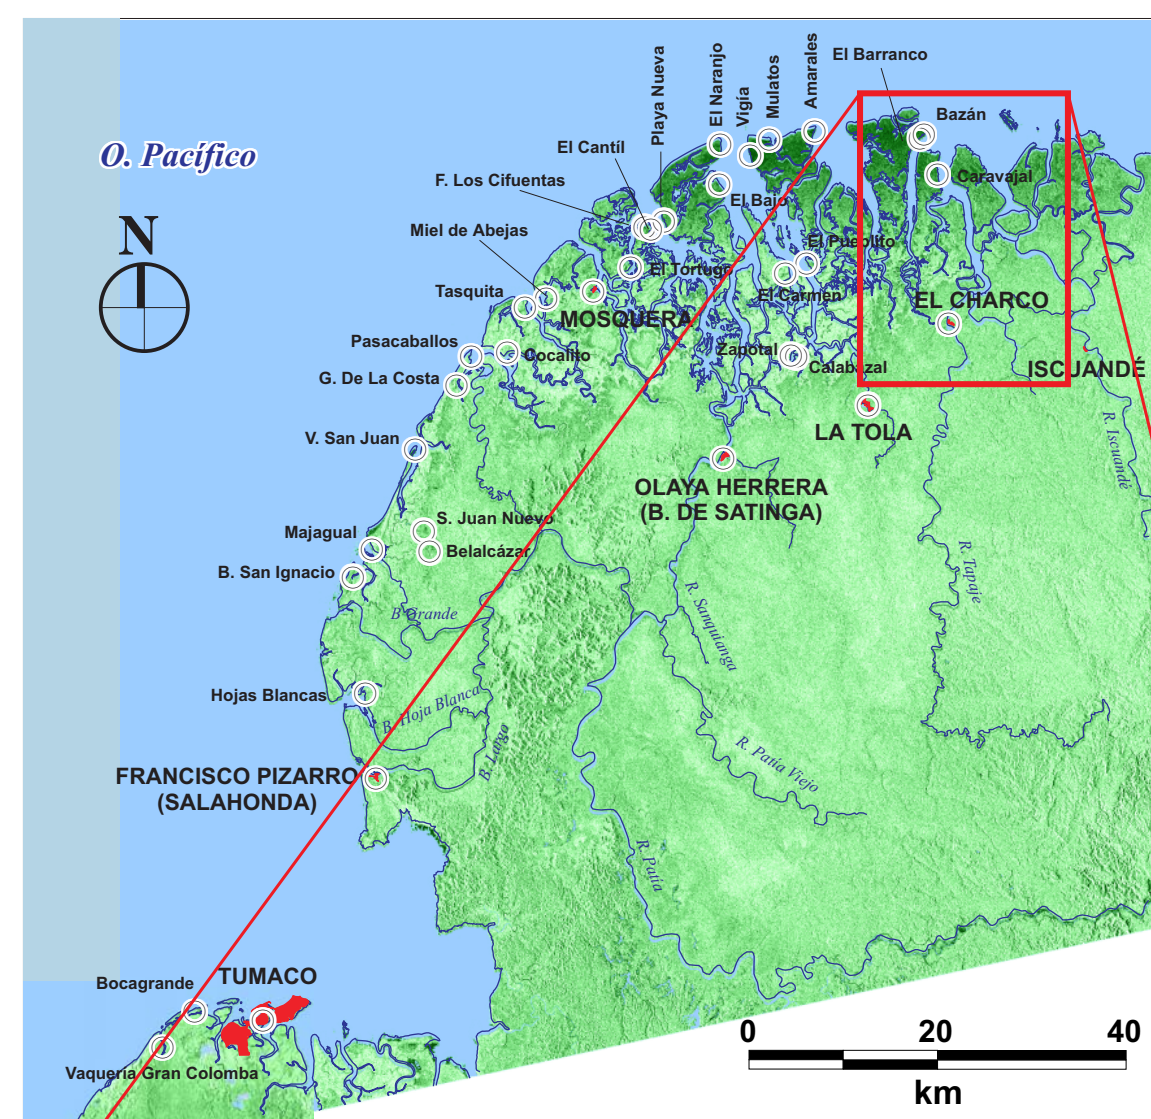 El Barranco
Playa Nueva
El Naranjo
Vigía
Mulatos
Amarales
Bazán
O. Pacífico
El Cantíl
F. Los Cifuentas
Caravajal
El Bajo
Miel de Abejas
N
El Pueblito
El Tortugo
Tasquita
El Carmen
EL CHARCO
MOSQUERA
Pasacaballos
Cocalito
Zapotal
Calabazal
ISCUANDÉ
G. De La Costa
R. Iscuandé
V. San Juan
LA TOLA
OLAYA HERRERA
(B. DE SATINGA)
S. Juan Nuevo
Majagual
Belalcázar
B. San Ignacio
R. Tapaje
R. Sanquianga
B Grande
Hojas Blancas
B. Hoja Blanca
B. Largo
R. Patía Viejo
FRANCISCO PIZARRO
(SALAHONDA)
R. Patía
TUMACO
Bocagrande
Vaquería Gran Colomba
0 20 40
km